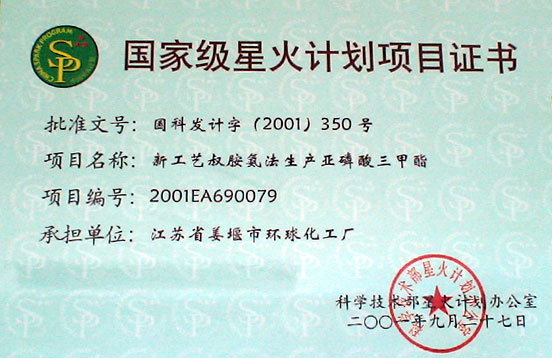 国家级星火计划项目证书
CHINA SPARK PROGRAM
SP
批准文号：国科发计字（2001）350号
项目名称：新工艺叔胺氨法生产亚磷酸三甲酯
项目编号：2001EA690079
承担单位：江苏省姜堰市环球化工厂
科学技术部星火计划办公室
二〇〇一年九月二十七日